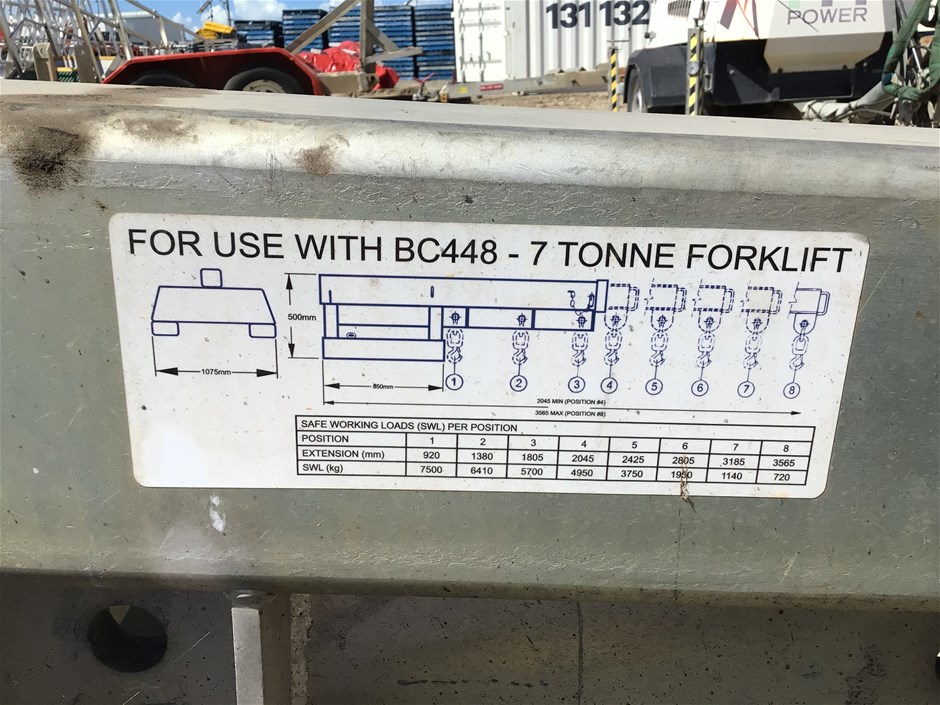 131 132
POWER
FOR USE WITH BC448 - 7 TONNE FORKLIFT
500mm
1075mm
850mm
1 2 3 4 5 6 7 8
2045 MIN (POSITION #4)
3565 MAX (POSITION #8)
SAFE WORKING LOADS (SWL) PER POSITION
POSITION 1 2 3 4 5 6 7 8
EXTENSION (mm) 920 1380 1805 2045 2425 2805 3185 3565
SWL (kg) 7500 6410 5700 4950 3750 1950 1140 720